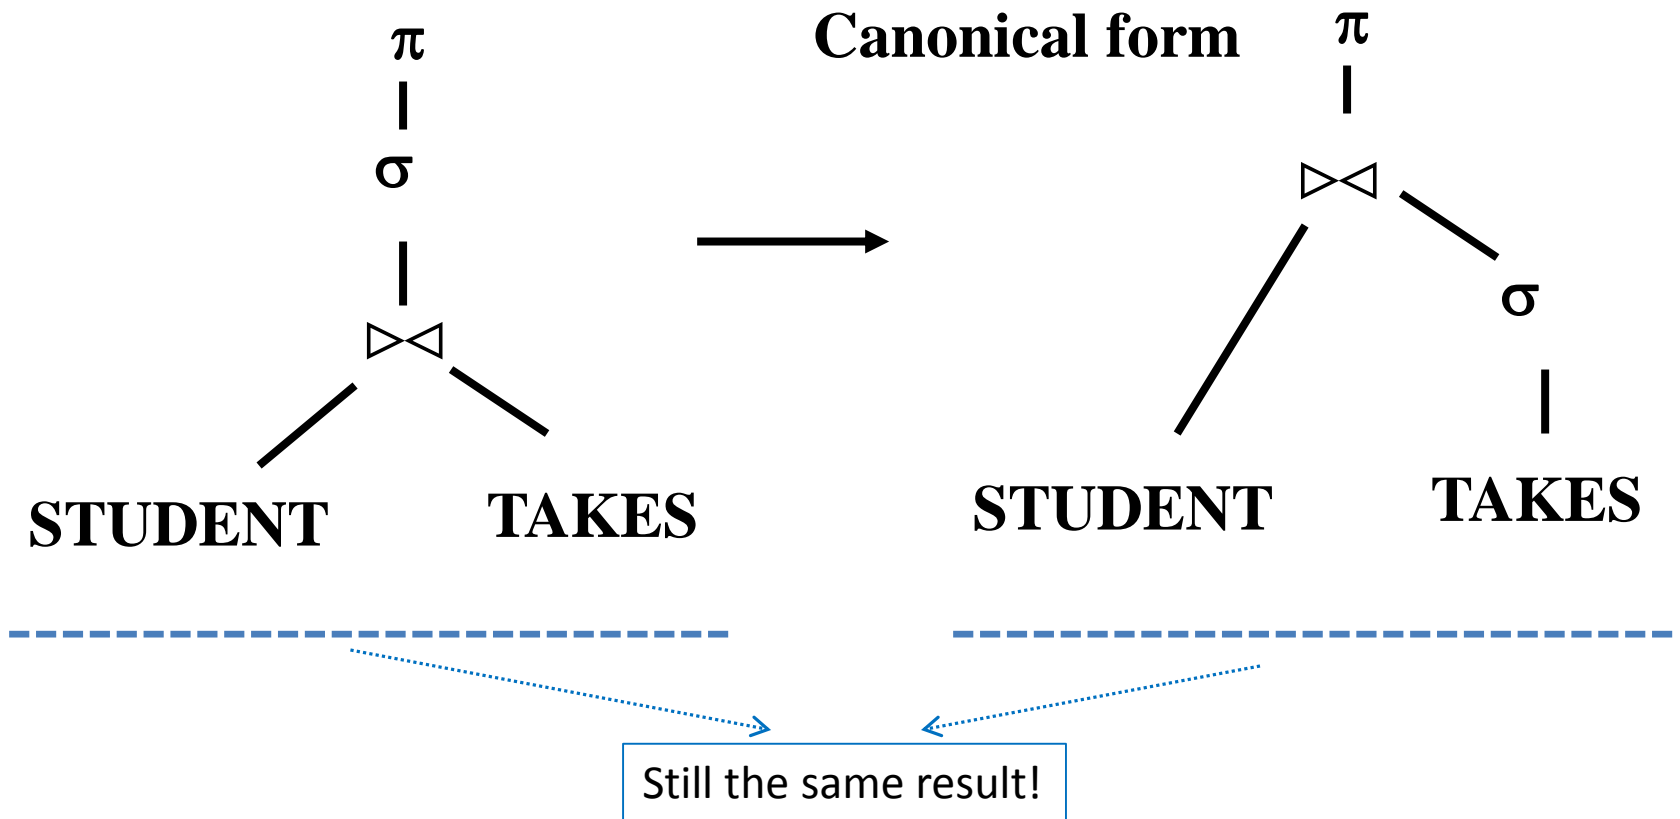 Canonical form
π
σ
⋈
STUDENT
TAKES
π
⋈
σ
STUDENT
TAKES
Still the same result!